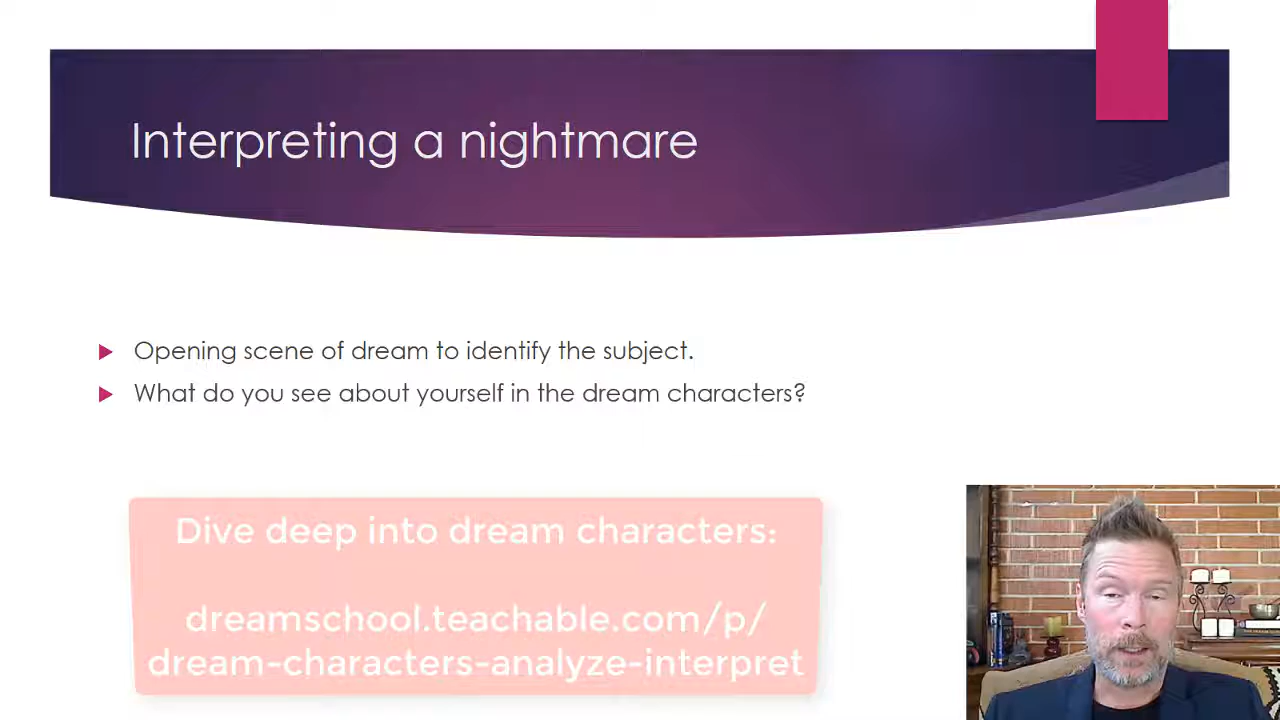 Interpreting a nightmare
Opening scene of dream to identify the subject.
What do you see about yourself in the dream characters?
Dive deep into dream characters:
dreamschool.teachable.com/p/
dream-characters-analyze-interpret